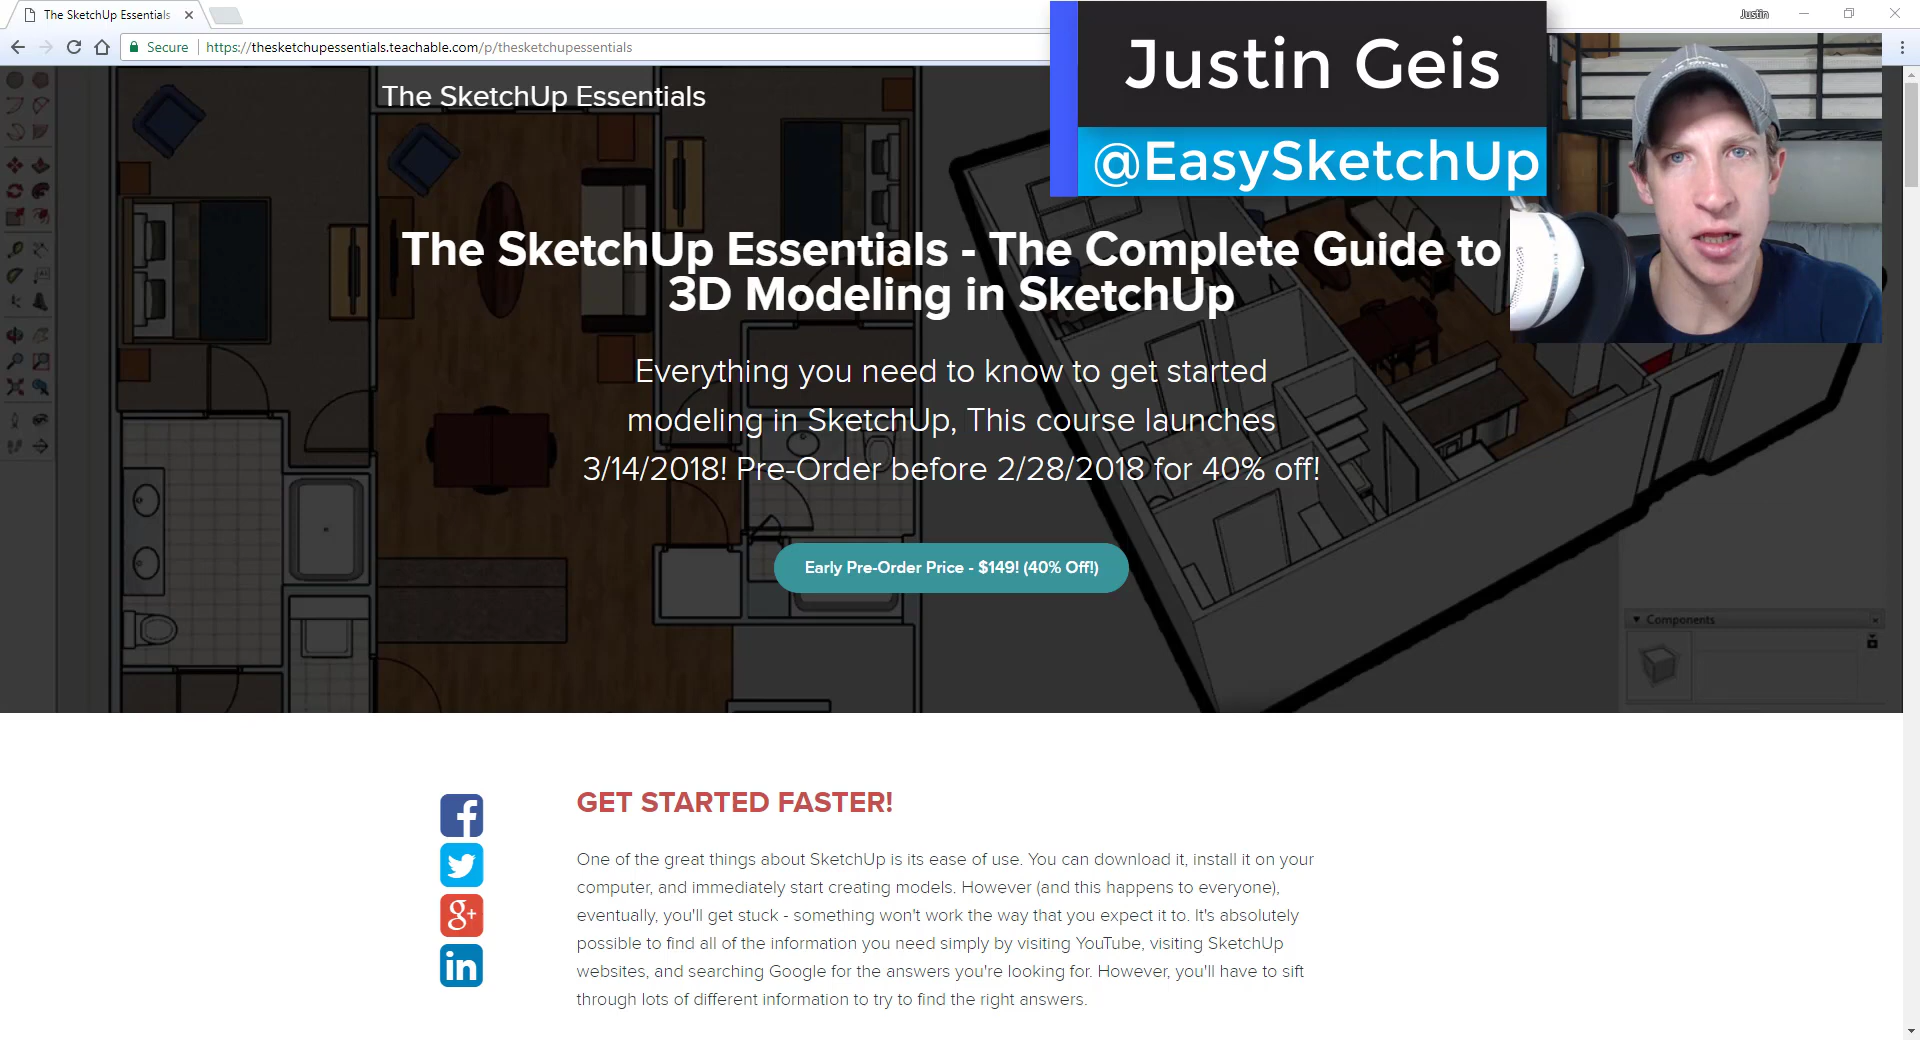 The SketchUp Essentials
Justin
Secure
https://thesketchupessentials.teachable.com/p/thesketchupessentials
Justin Geis
@EasySketchUp
The SketchUp Essentials
The SketchUp Essentials - The Complete Guide to
3D Modeling in SketchUp
Everything you need to know to get started
modeling in SketchUp, This course launches
3/14/2018! Pre-Order before 2/28/2018 for 40% off!
Early Pre-Order Price - $149! (40% Off!)
Components
GET STARTED FASTER!
One of the great things about SketchUp is its ease of use. You can download it, install it on your
computer, and immediately start creating models. However (and this happens to everyone),
eventually, you'll get stuck - something won't work the way that you expect it to. It's absolutely
possible to find all of the information you need simply by visiting YouTube, visiting SketchUp
websites, and searching Google for the answers you're looking for. However, you'll have to sift
through lots of different information to try to find the right answers.